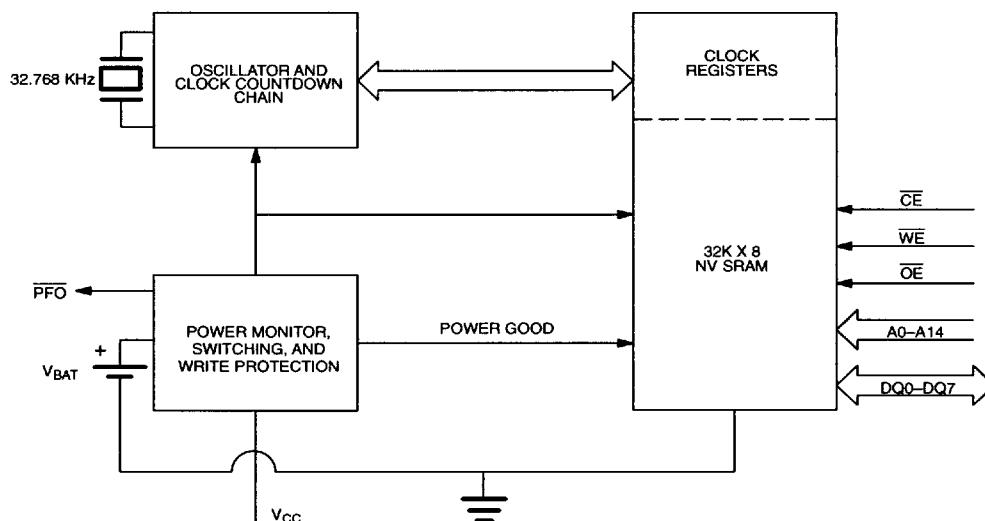 32.768 KHz
OSCILLATOR AND
CLOCK COUNTDOWN
CHAIN
CLOCK
REGISTERS
32K X 8
NV SRAM
CE
WE
OE
A0–A14
DQ0–DQ7
PFO
POWER MONITOR,
SWITCHING, AND
WRITE PROTECTION
POWER GOOD
+
VBAT
VCC